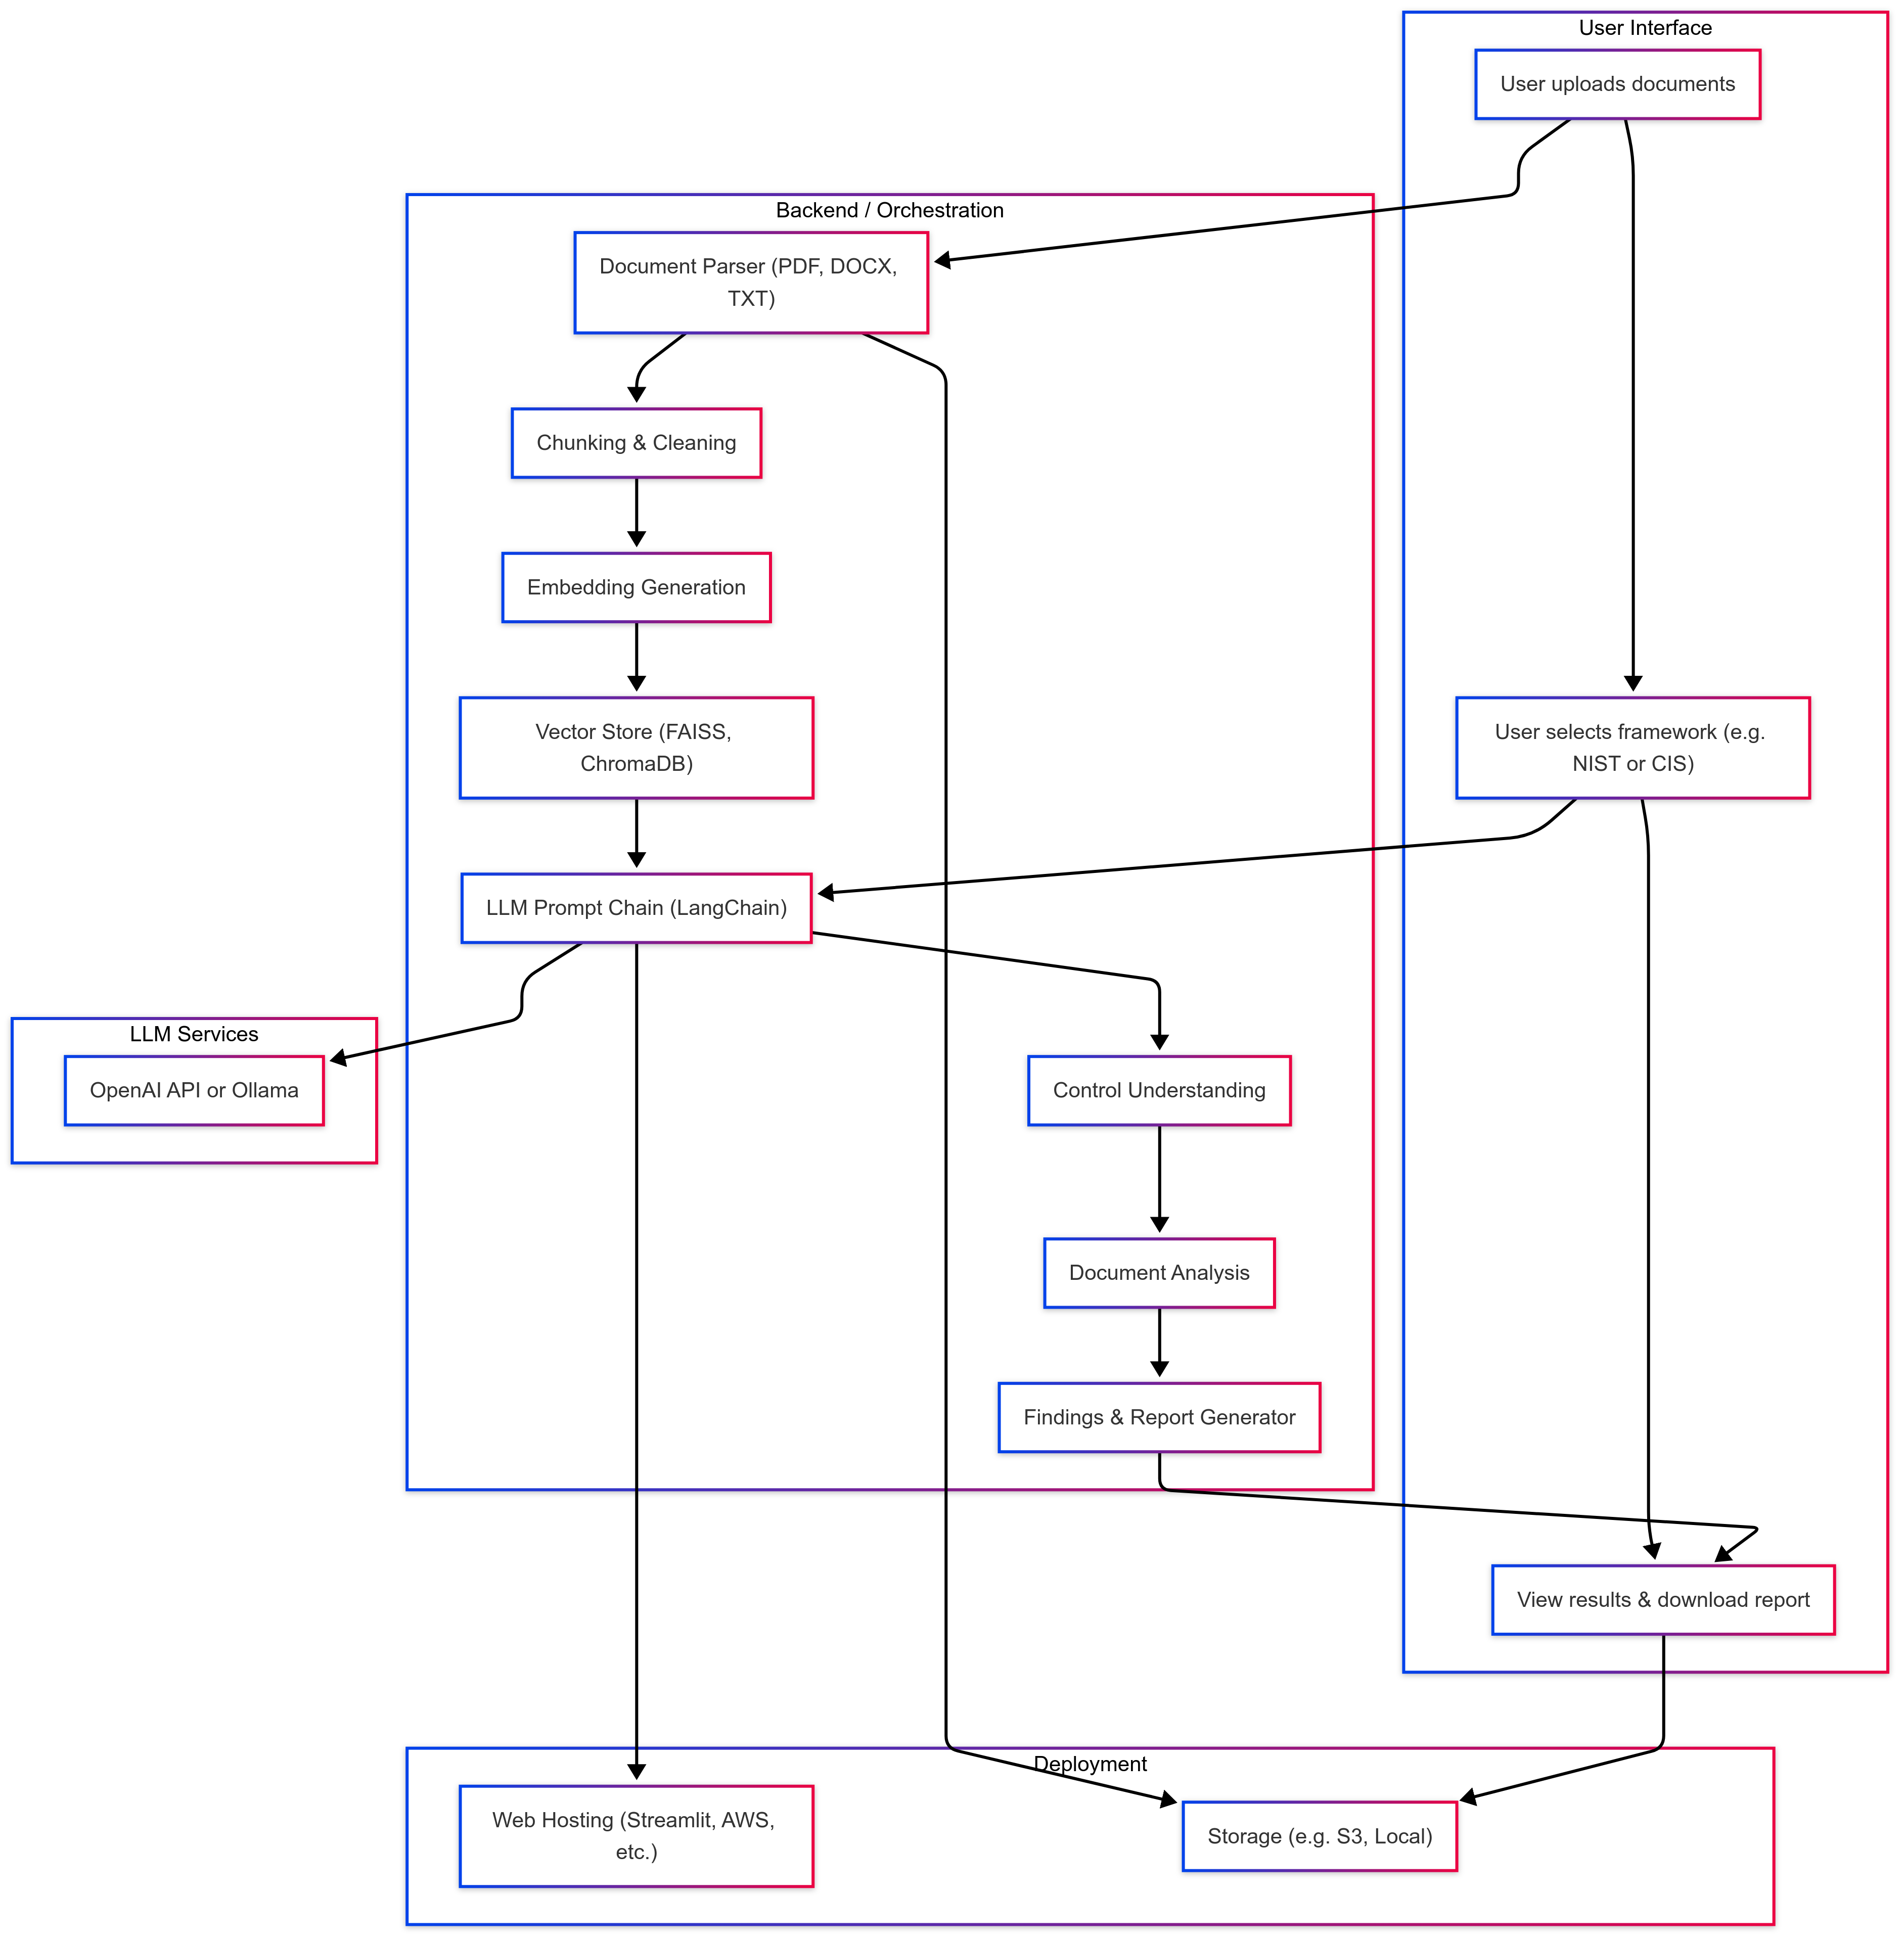 User Interface
User uploads documents
Backend / Orchestration
Document Parser (PDF, DOCX,
TXT)
Chunking & Cleaning
Embedding Generation
Vector Store (FAISS,
ChromaDB)
User selects framework (e.g.
NIST or CIS)
LLM Prompt Chain (LangChain)
LLM Services
OpenAI API or Ollama
Control Understanding
Document Analysis
Findings & Report Generator
View results & download report
Deployment
Web Hosting (Streamlit, AWS,
etc.)
Storage (e.g. S3, Local)